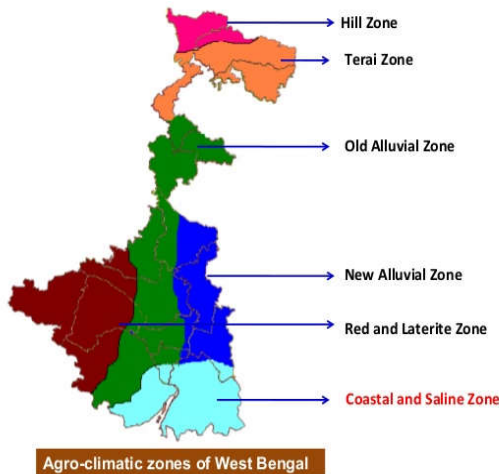 Hill Zone
Terai Zone
Old Alluvial Zone
New Alluvial Zone
Red and Laterite Zone
Coastal and Saline Zone
Agro-climatic zones of West Bengal